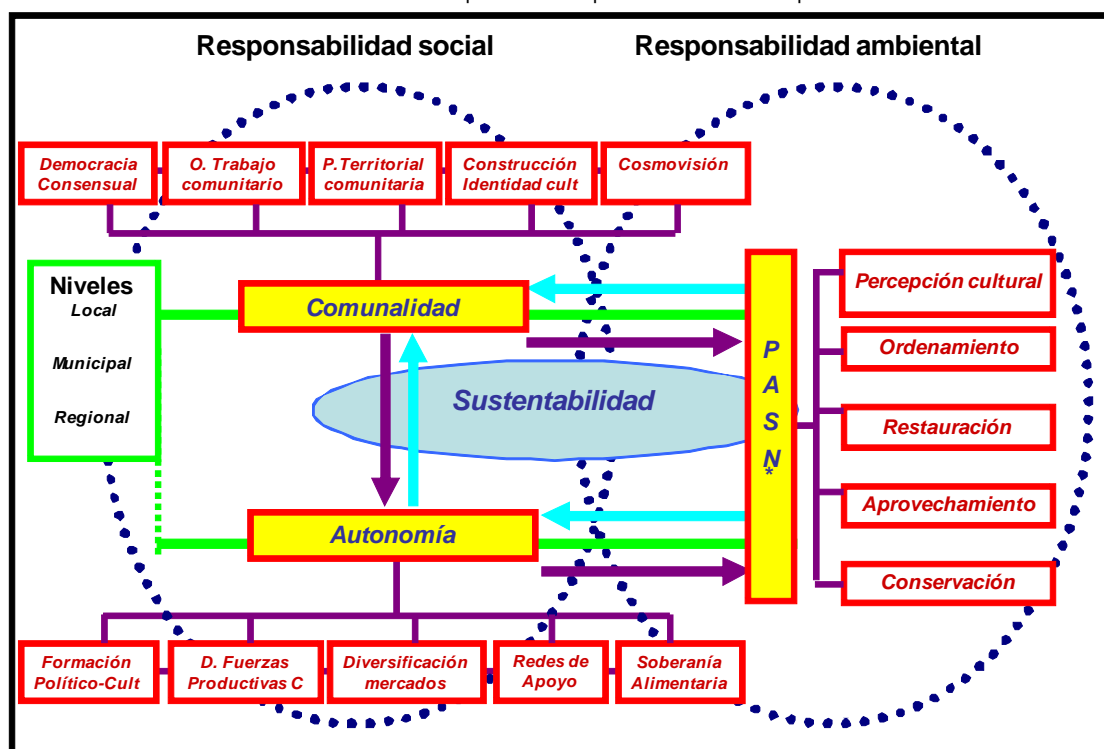 Responsabilidad social
Responsabilidad ambiental
Democracia
Consensual
O. Trabajo
comunitario
P. Territorial
comunitaria
Construcción
Identidad cult
Cosmovisión
Niveles
Local
Municipal
Regional
Comunalidad
Sustentabilidad
Autonomía
P
A
S
N*
Percepción cultural
Ordenamiento
Restauración
Aprovechamiento
Conservación
Formación
Político-Cult
D. Fuerzas
Productivas C
Diversificación
mercados
Redes de
Apoyo
Soberanía
Alimentaria